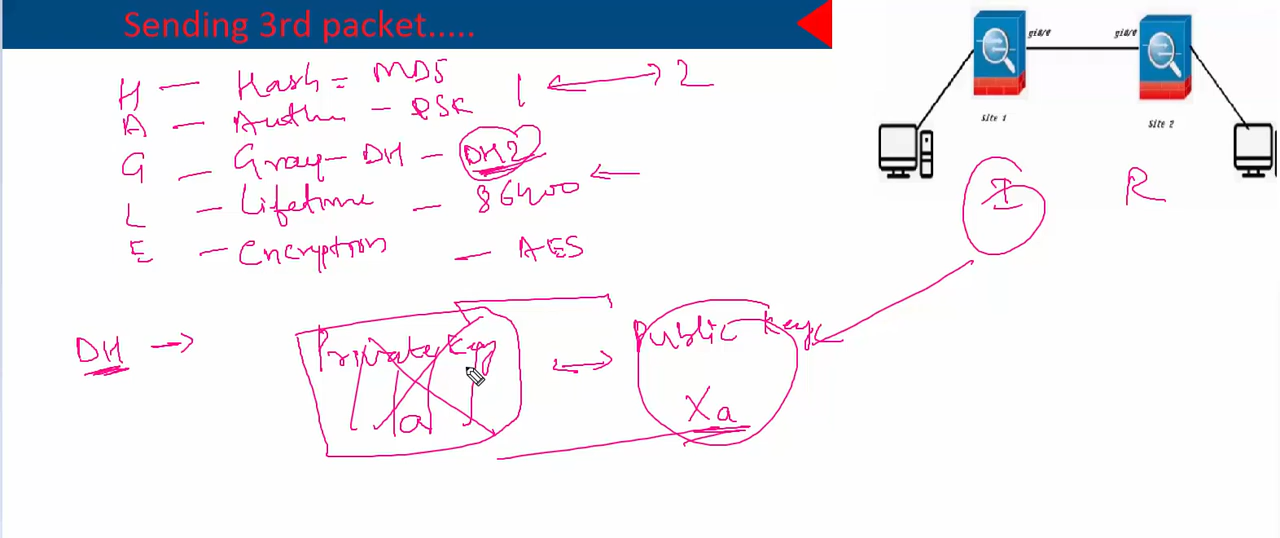 Sending 3rd packet.....
H — Hash = MD5
A — Authn — PSK
1 2
G — Group — DH — DH2
L — Lifetime — 86400
E — Encryption — AES
DH → Private Key Public Key
a Xa
gi0/0 gi0/0
Site 1 Site 2
I R